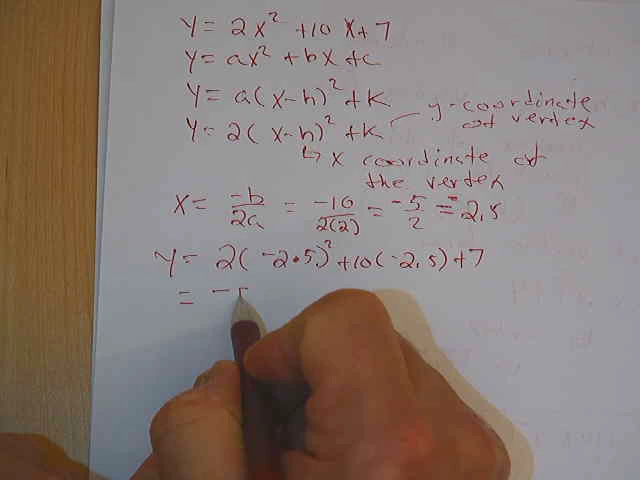 y = 2x² + 10x + 7
y = ax² + bx + c
y = a(x-h)² + k
y = 2(x-h)² + k y-coordinate of vertex
↳ x coordinate of the vertex
x = -b/2a = -10/2(2) = -5/2 = -2.5
y = 2(-2.5)² + 10(-2.5) + 7
= -